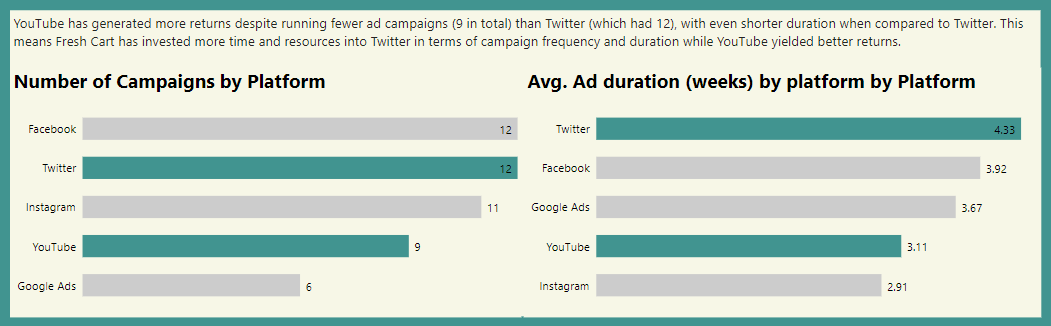 YouTube has generated more returns despite running fewer ad campaigns (9 in total) than Twitter (which had 12), with even shorter duration when compared to Twitter. This
means Fresh Cart has invested more time and resources into Twitter in terms of campaign frequency and duration while YouTube yielded better returns.
Number of Campaigns by Platform
Facebook 12
Twitter 12
Instagram 11
YouTube 9
Google Ads 6
Avg. Ad duration (weeks) by platform by Platform
Twitter 4.33
Facebook 3.92
Google Ads 3.67
YouTube 3.11
Instagram 2.91